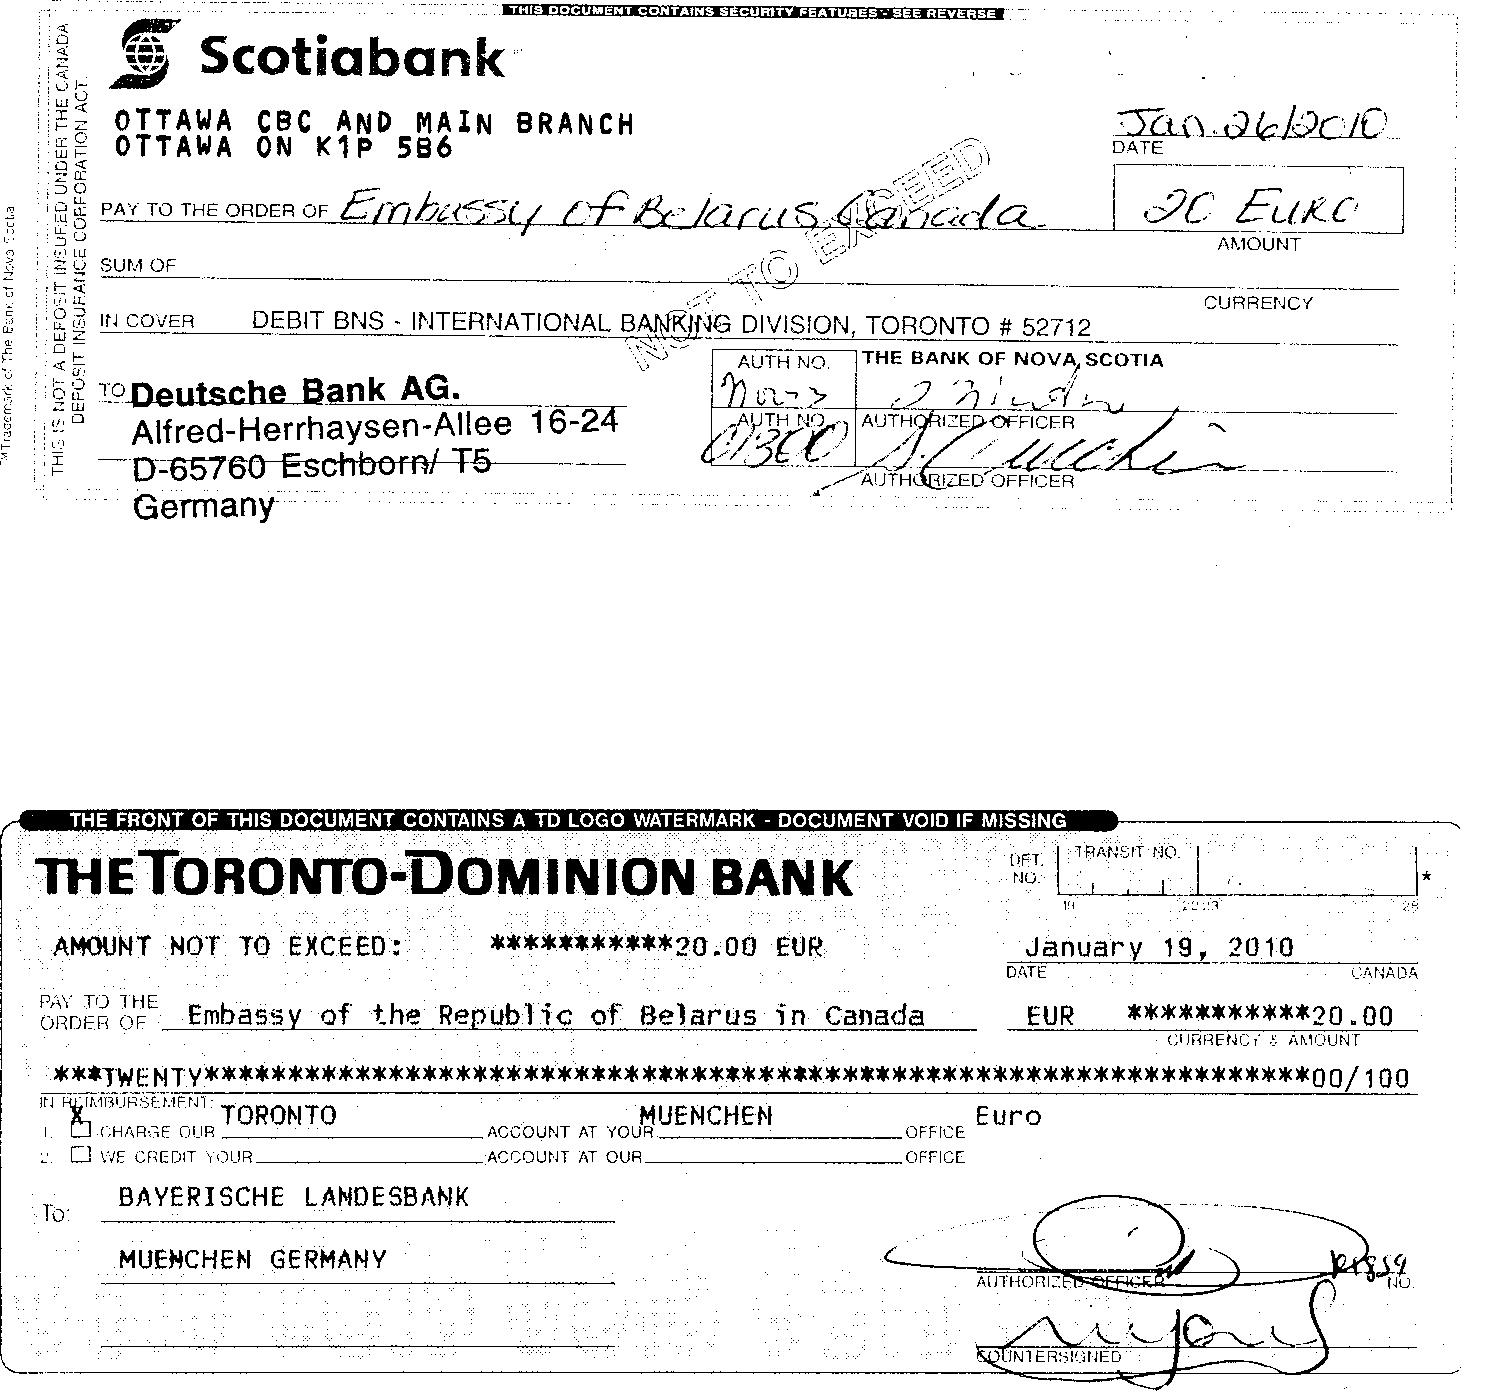 THIS DOCUMENT CONTAINS SECURITY FEATURES - SEE REVERSE
Scotiabank
OTTAWA CBC AND MAIN BRANCH
OTTAWA ON K1P 5B6
Jan. 26/2010
DATE
PAY TO THE ORDER OF Embassy of Belarus Canada
20 EURO
AMOUNT
SUM OF
CURRENCY
IN COVER DEBIT BNS - INTERNATIONAL BANKING DIVISION, TORONTO # 52712
NOT TO EXCEED
AUTH NO. THE BANK OF NOVA SCOTIA
TO Deutsche Bank AG.
Alfred-Herrhaysen-Allee 16-24
D-65760 Eschborn/ T5
Germany
AUTH NO. AUTHORIZED OFFICER
AUTHORIZED OFFICER
THIS IS NOT A DEPOSIT INSURED UNDER THE CANADA
DEPOSIT INSURANCE CORPORATION ACT.
™Trademark of The Bank of Nova Scotia
THE FRONT OF THIS DOCUMENT CONTAINS A TD LOGO WATERMARK - DOCUMENT VOID IF MISSING
THE TORONTO-DOMINION BANK
TRANSIT NO.
NO. *
AMOUNT NOT TO EXCEED: ***********20.00 EUR
January 19, 2010
DATE CANADA
PAY TO THE
ORDER OF Embassy of the Republic of Belarus in Canada
EUR ***********20.00
CURRENCY & AMOUNT
***TWENTY********************************************************************00/100
IN REIMBURSEMENT:
1. X CHARGE OUR TORONTO ACCOUNT AT YOUR MUENCHEN OFFICE Euro
2. WE CREDIT YOUR ACCOUNT AT OUR OFFICE
To: BAYERISCHE LANDESBANK
MUENCHEN GERMANY
AUTHORIZED OFFICER NO.
COUNTERSIGNED